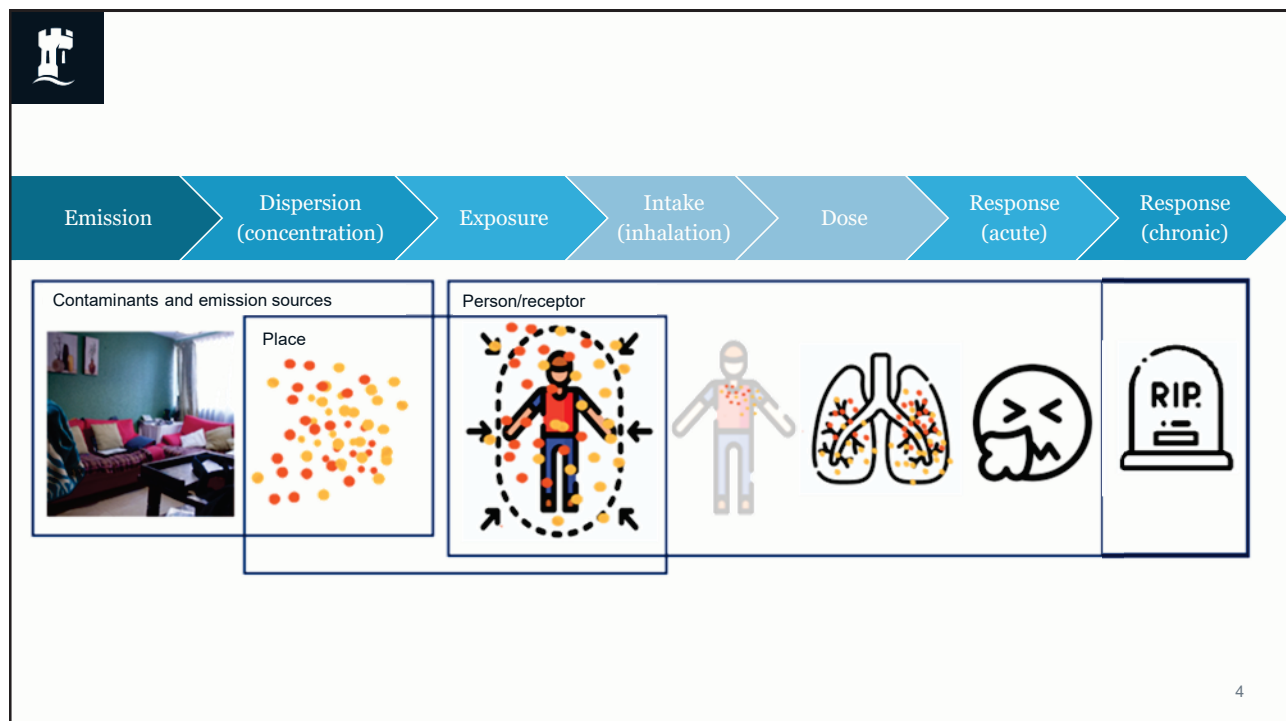 Emission
Dispersion
(concentration)
Exposure
Intake
(inhalation)
Dose
Response
(acute)
Response
(chronic)
Contaminants and emission sources
Place
Person/receptor
RIP.
4